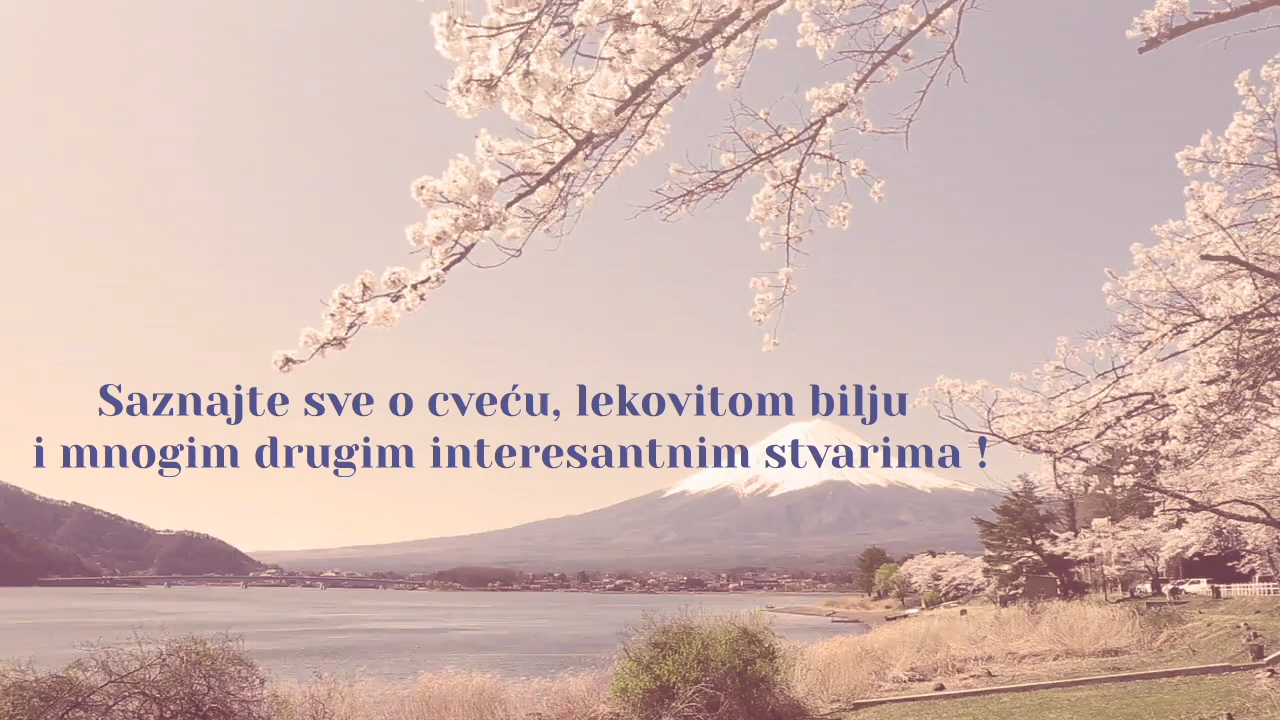 Saznajte sve o cveću, lekovitom bilju
i mnogim drugim interesantnim stvarima !